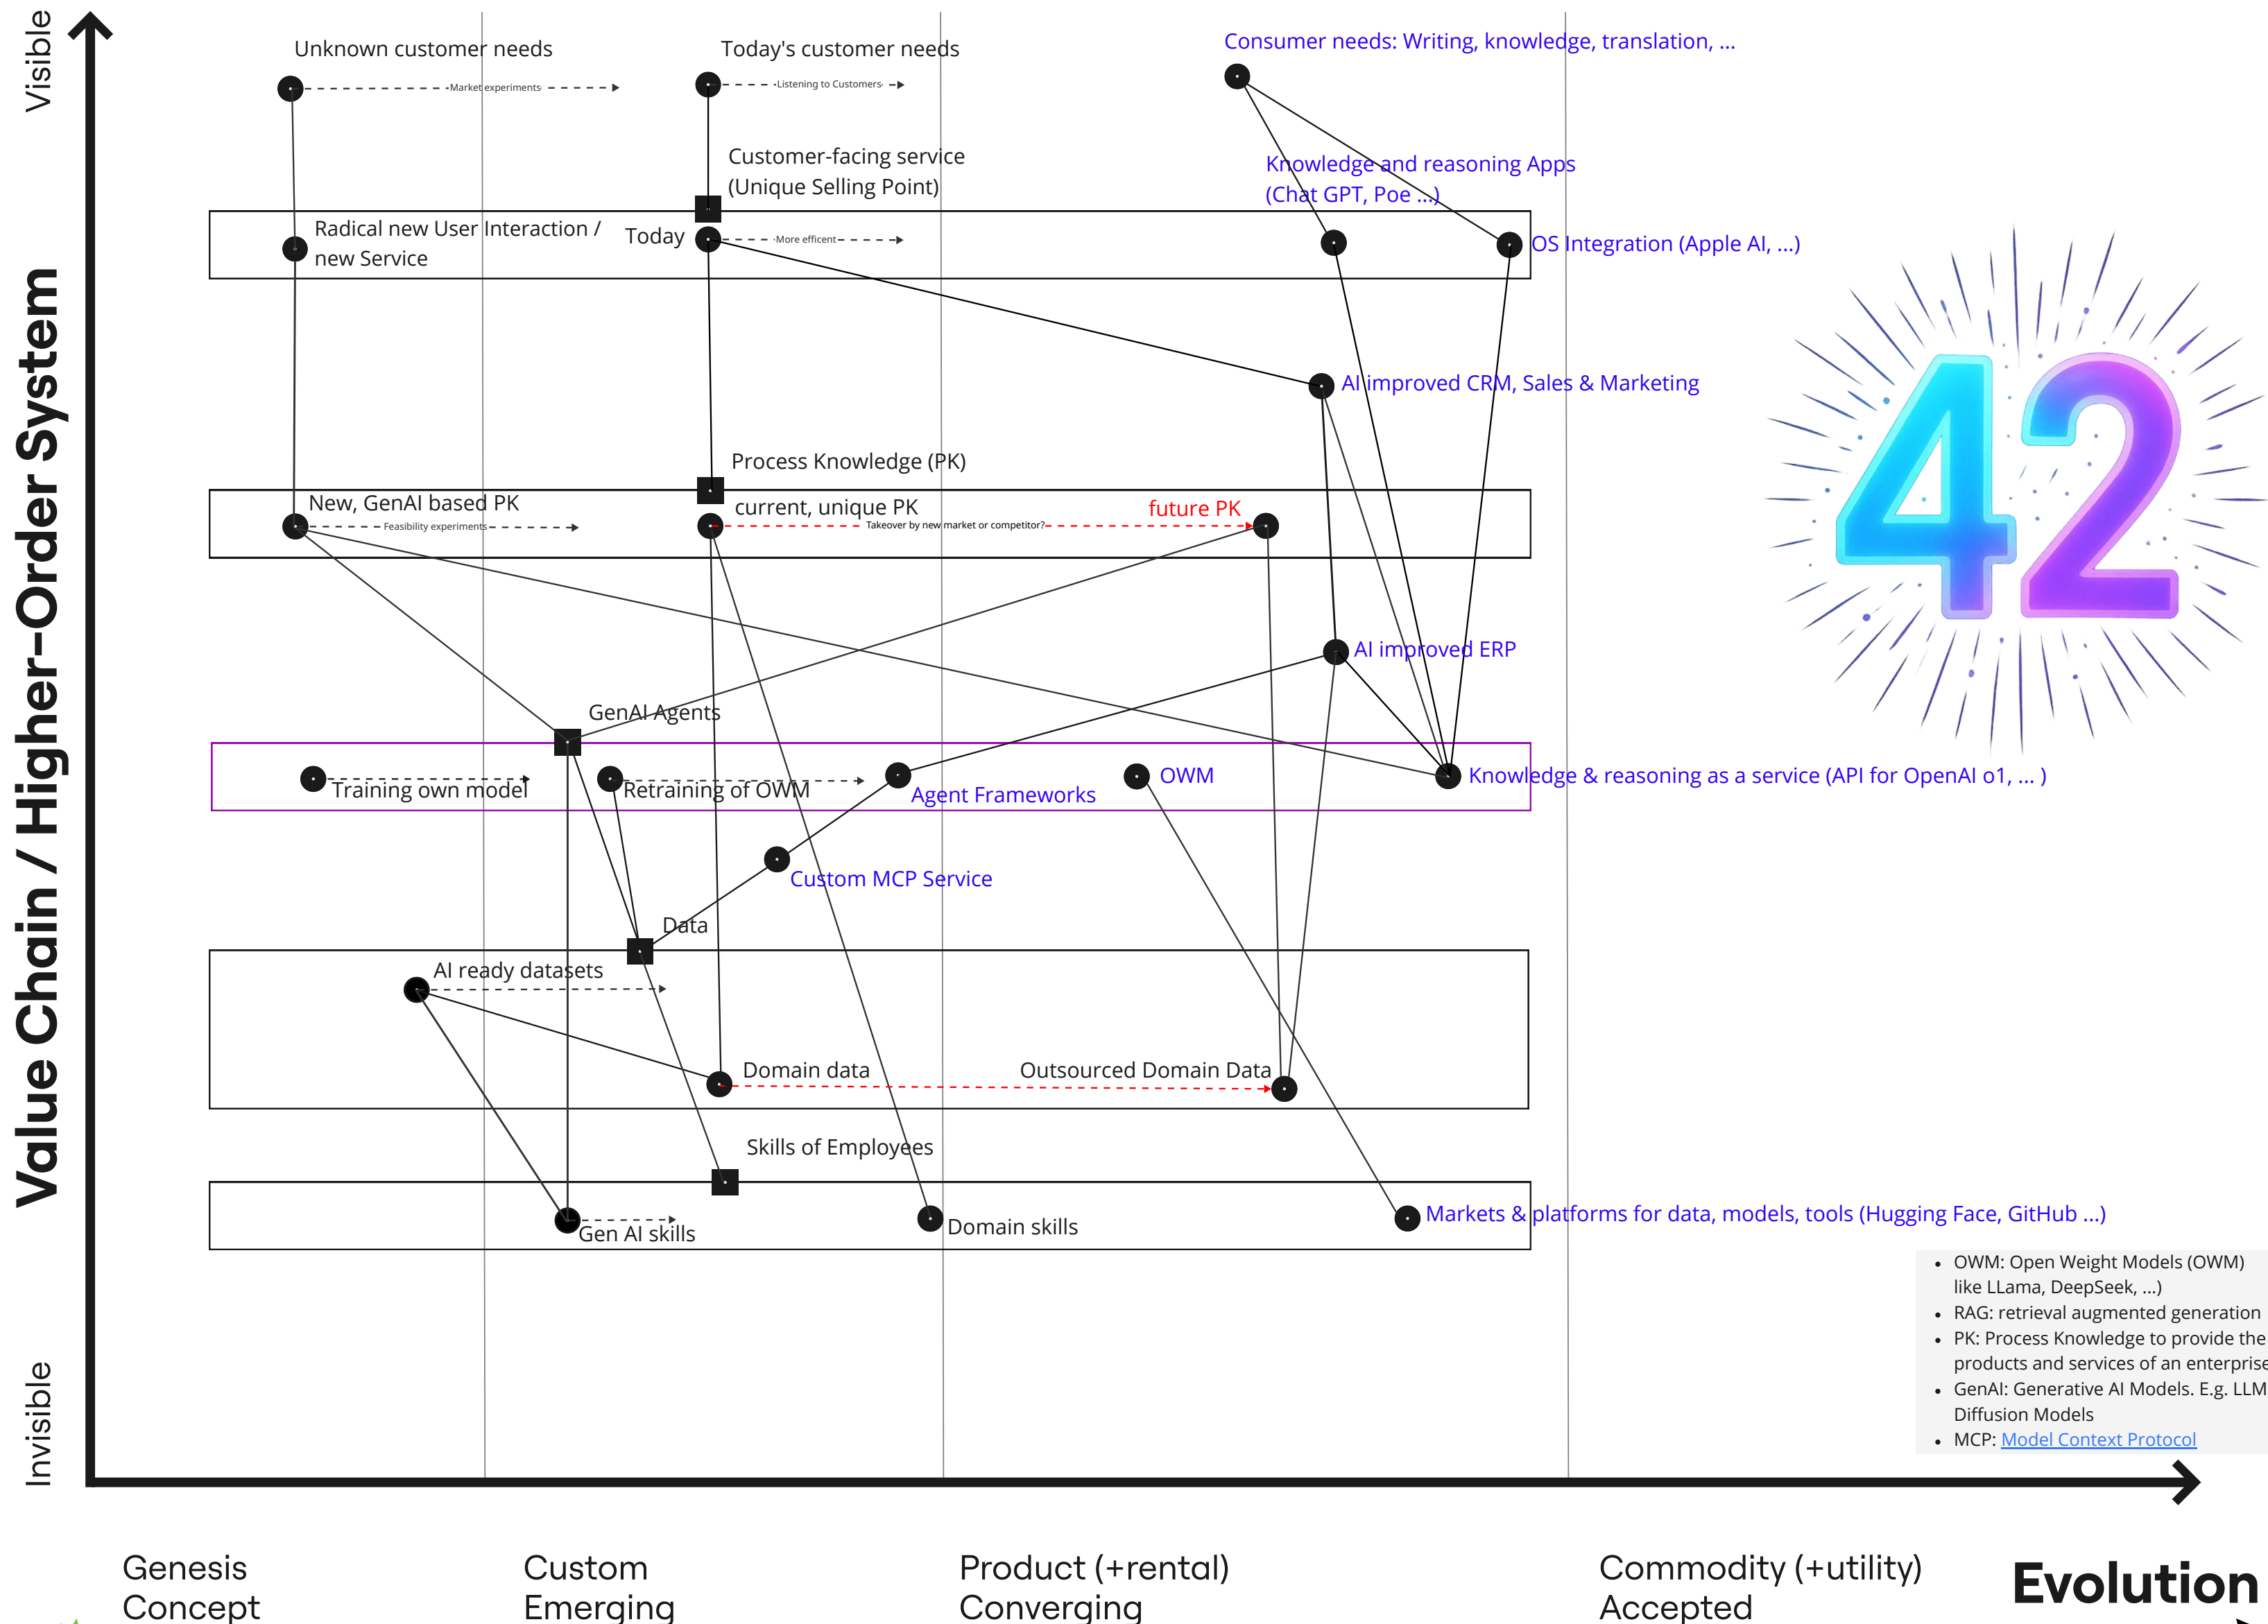 Visible
Value Chain / Higher-Order System
Invisible
Unknown customer needs
Market experiments
Today's customer needs
Listening to Customers
Consumer needs: Writing, knowledge, translation, ...
Customer-facing service
(Unique Selling Point)
Knowledge and reasoning Apps
(Chat GPT, Poe ...)
Radical new User Interaction /
new Service
Today
More efficent
OS Integration (Apple AI, ...)
AI improved CRM, Sales & Marketing
42
Process Knowledge (PK)
New, GenAI based PK
Feasibility experiments
current, unique PK
Takeover by new market or competitor?
future PK
AI improved ERP
GenAI Agents
Training own model
Retraining of OWM
Agent Frameworks
OWM
Knowledge & reasoning as a service (API for OpenAI o1, ... )
Custom MCP Service
Data
AI ready datasets
Domain data
Outsourced Domain Data
Skills of Employees
Gen AI skills
Domain skills
Markets & platforms for data, models, tools (Hugging Face, GitHub ...)
• OWM: Open Weight Models (OWM)
like LLama, DeepSeek, ...)
• RAG: retrieval augmented generation
• PK: Process Knowledge to provide the
products and services of an enterprise
• GenAI: Generative AI Models. E.g. LLM
Diffusion Models
• MCP: Model Context Protocol
Genesis
Concept
Custom
Emerging
Product (+rental)
Converging
Commodity (+utility)
Accepted
Evolution